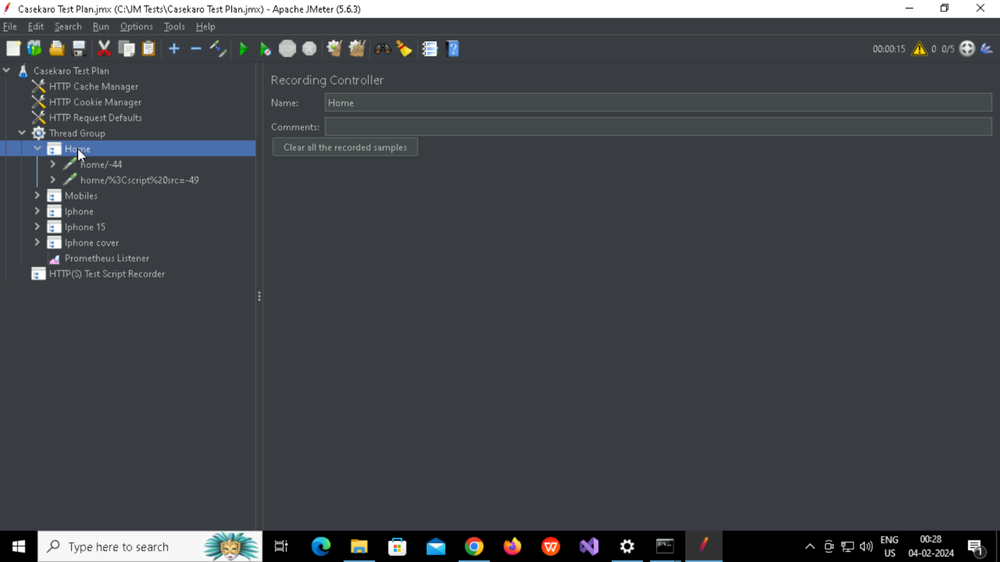 Casekaro Test Plan.jmx (C:\JM Tests\Casekaro Test Plan.jmx) - Apache JMeter (5.6.3)
File Edit Search Run Options Tools Help
STOP
00:00:15 0 0/5
Casekaro Test Plan
HTTP Cache Manager
HTTP Cookie Manager
HTTP Request Defaults
Thread Group
Home
home/-44
home/%3Cscript%20src=-49
Mobiles
Iphone
Iphone 15
Iphone cover
Prometheus Listener
HTTP(S) Test Script Recorder
Recording Controller
Name: Home
Comments:
Clear all the recorded samples
Type here to search
ENG
US
00:28
04-02-2024
1